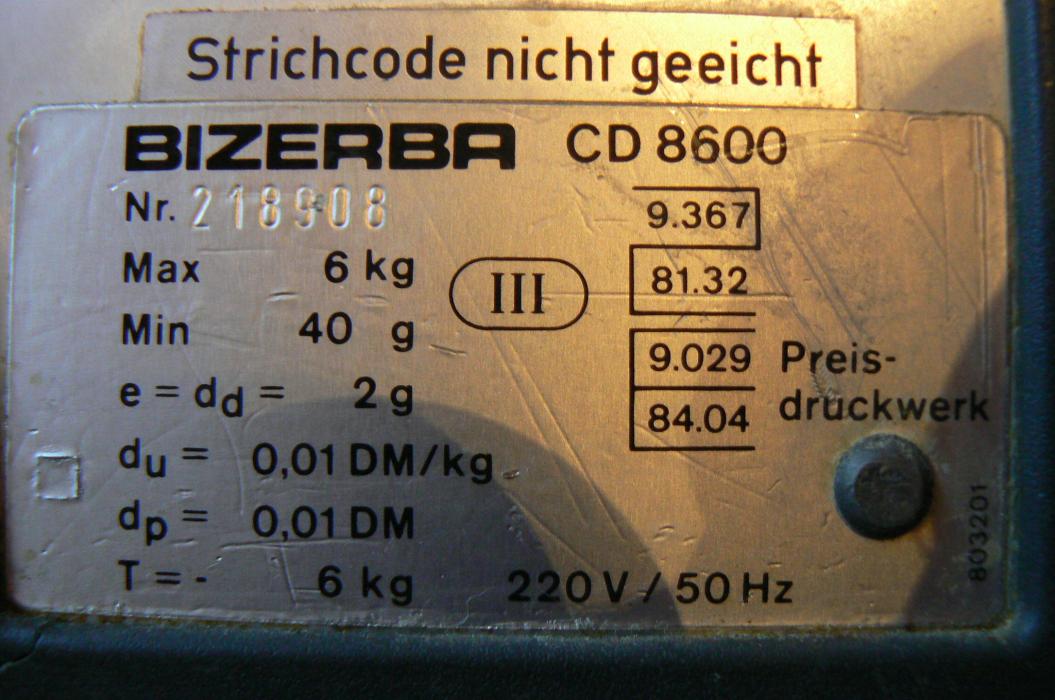 Strichcode nicht geeicht
BIZERBA CD 8600
Nr. 218908
Max 6 kg
Min 40 g
e = dd = 2 g
du = 0,01 DM/kg
dp = 0,01 DM
T = - 6 kg
III
9.367
81.32
9.029
84.04
Preis-
druckwerk
220 V / 50 Hz
803201